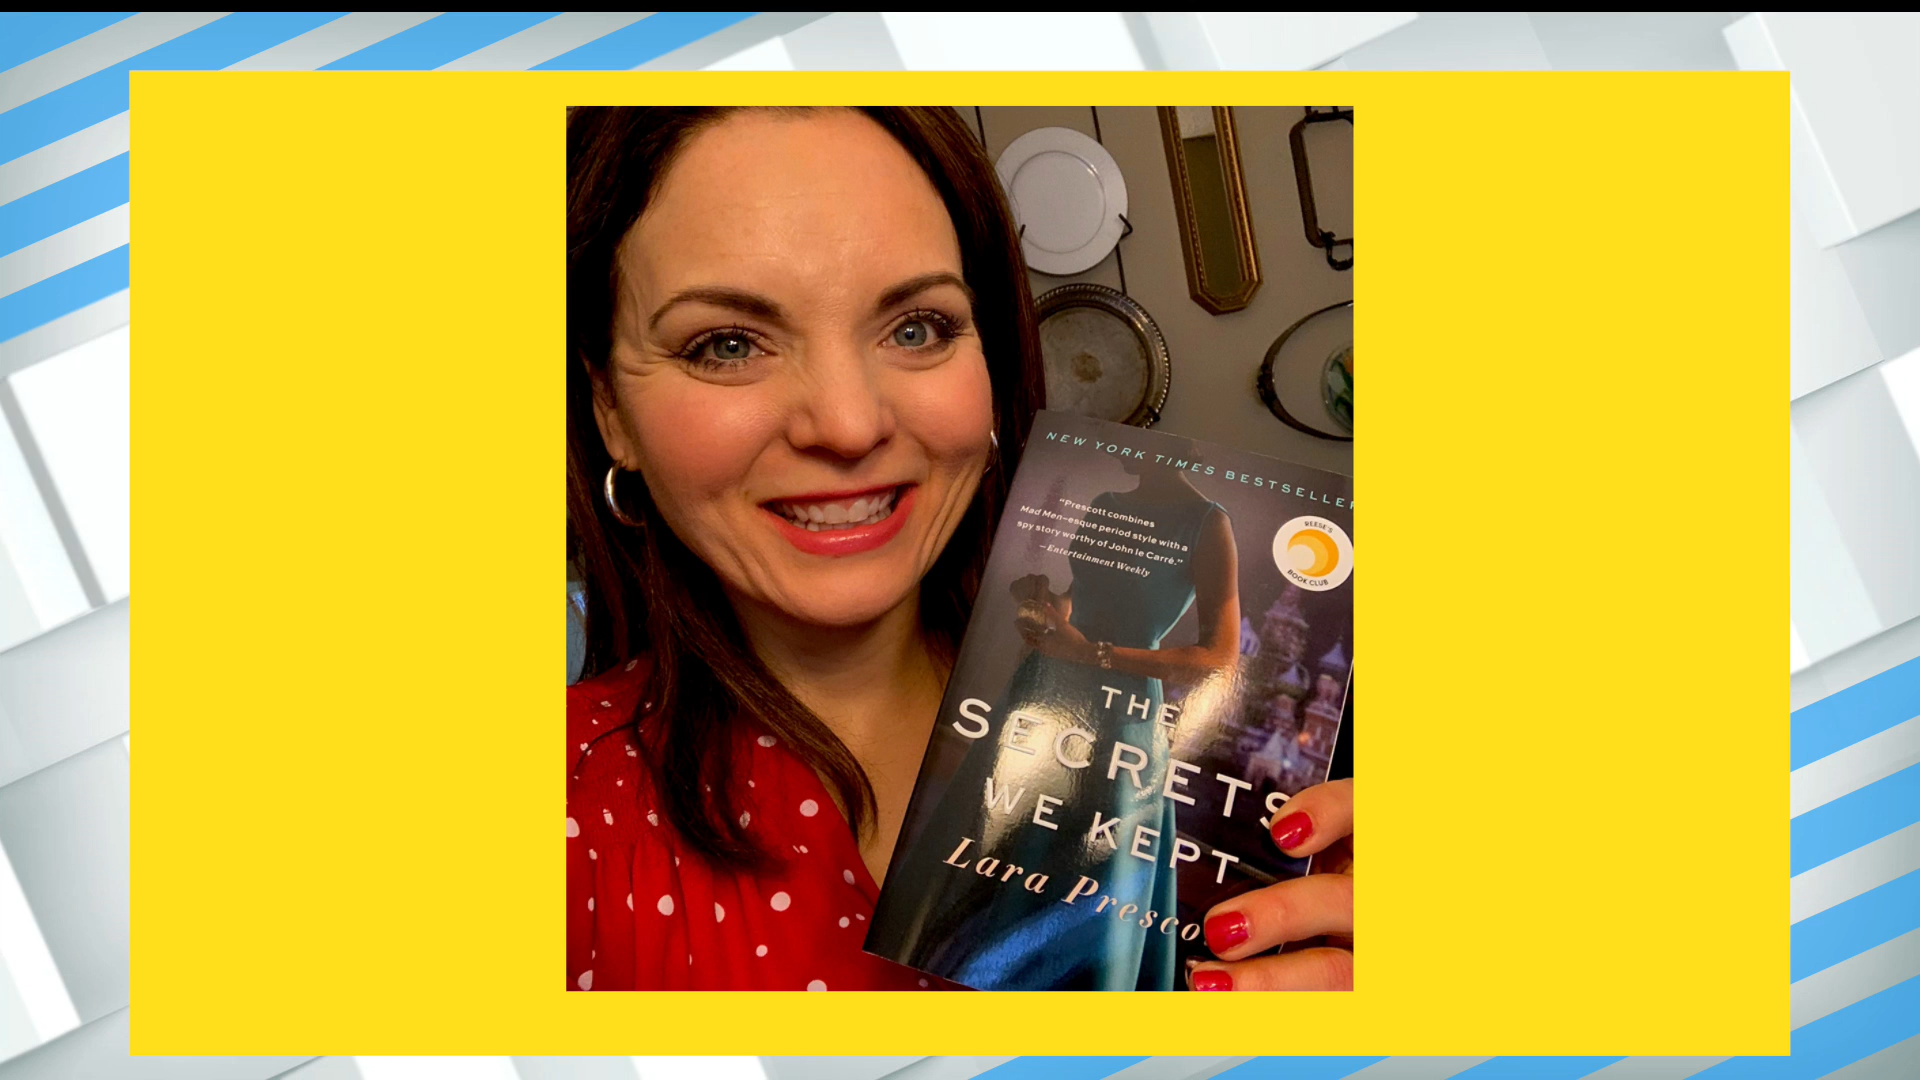 NEW YORK TIMES BESTSELLER
"Prescott combines
Mad Men-esque period style with a
spy story worthy of John le Carré."
—Entertainment Weekly
REESE'S
BOOK CLUB
THE
SECRETS
WE KEPT
Lara Presco